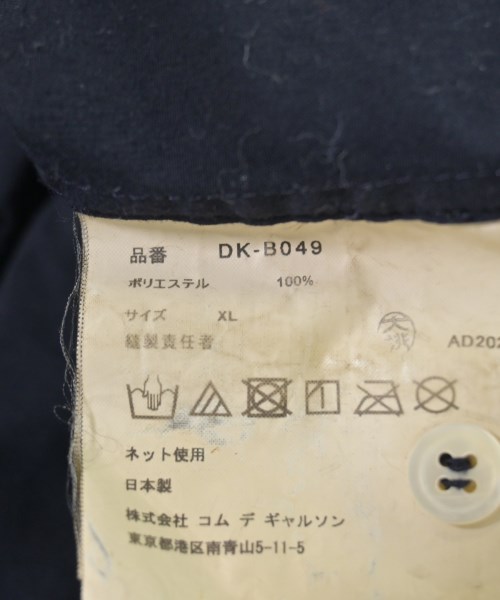 品番 DK-B049
ポリエステル 100%
サイズ XL
縫製責任者
AD202
ネット使用
日本製
株式会社 コム デ ギャルソン
東京都港区南青山5-11-5